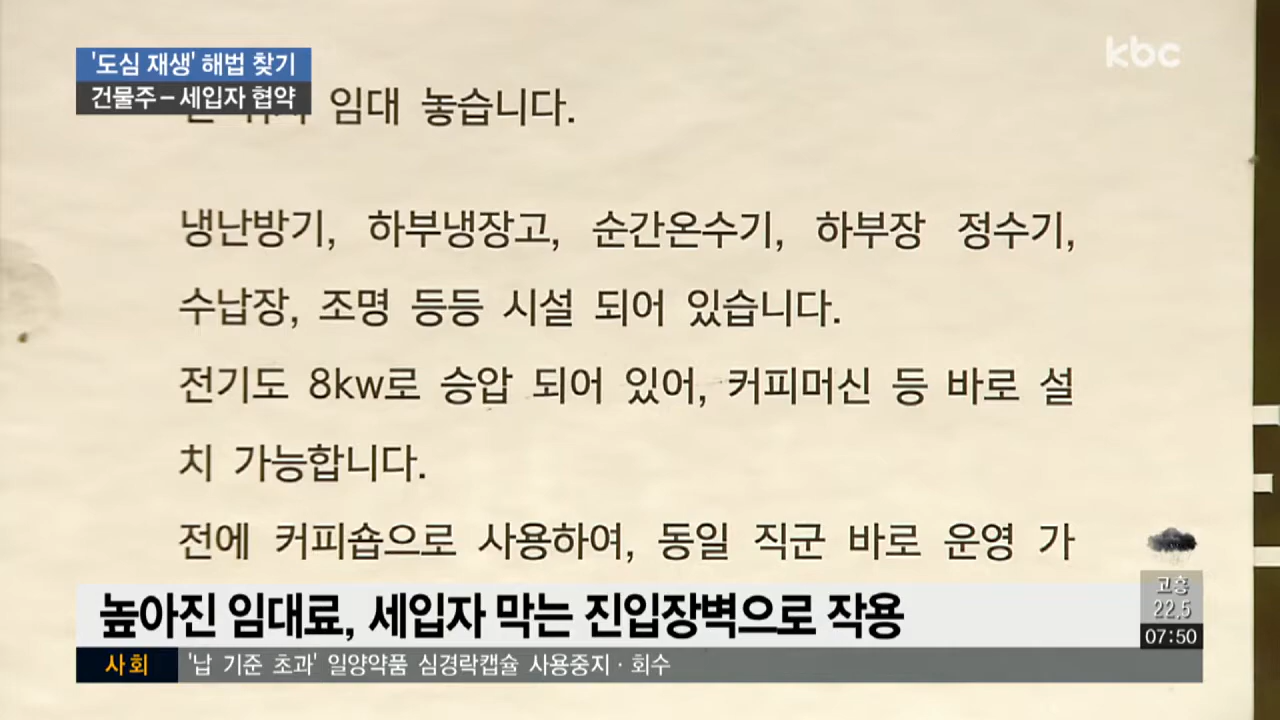 '도심 재생' 해법 찾기
건물주-세입자 협약
kbc
임대 놓습니다.
냉난방기, 하부냉장고, 순간온수기, 하부장 정수기,
수납장, 조명 등등 시설 되어 있습니다.
전기도 8kw로 승압 되어 있어, 커피머신 등 바로 설
치 가능합니다.
전에 커피숍으로 사용하여, 동일 직군 바로 운영 가
높아진 임대료, 세입자 막는 진입장벽으로 작용
고흥
22.5
07:50
사회 '납 기준 초과' 일양약품 심경락캡슐 사용중지·회수